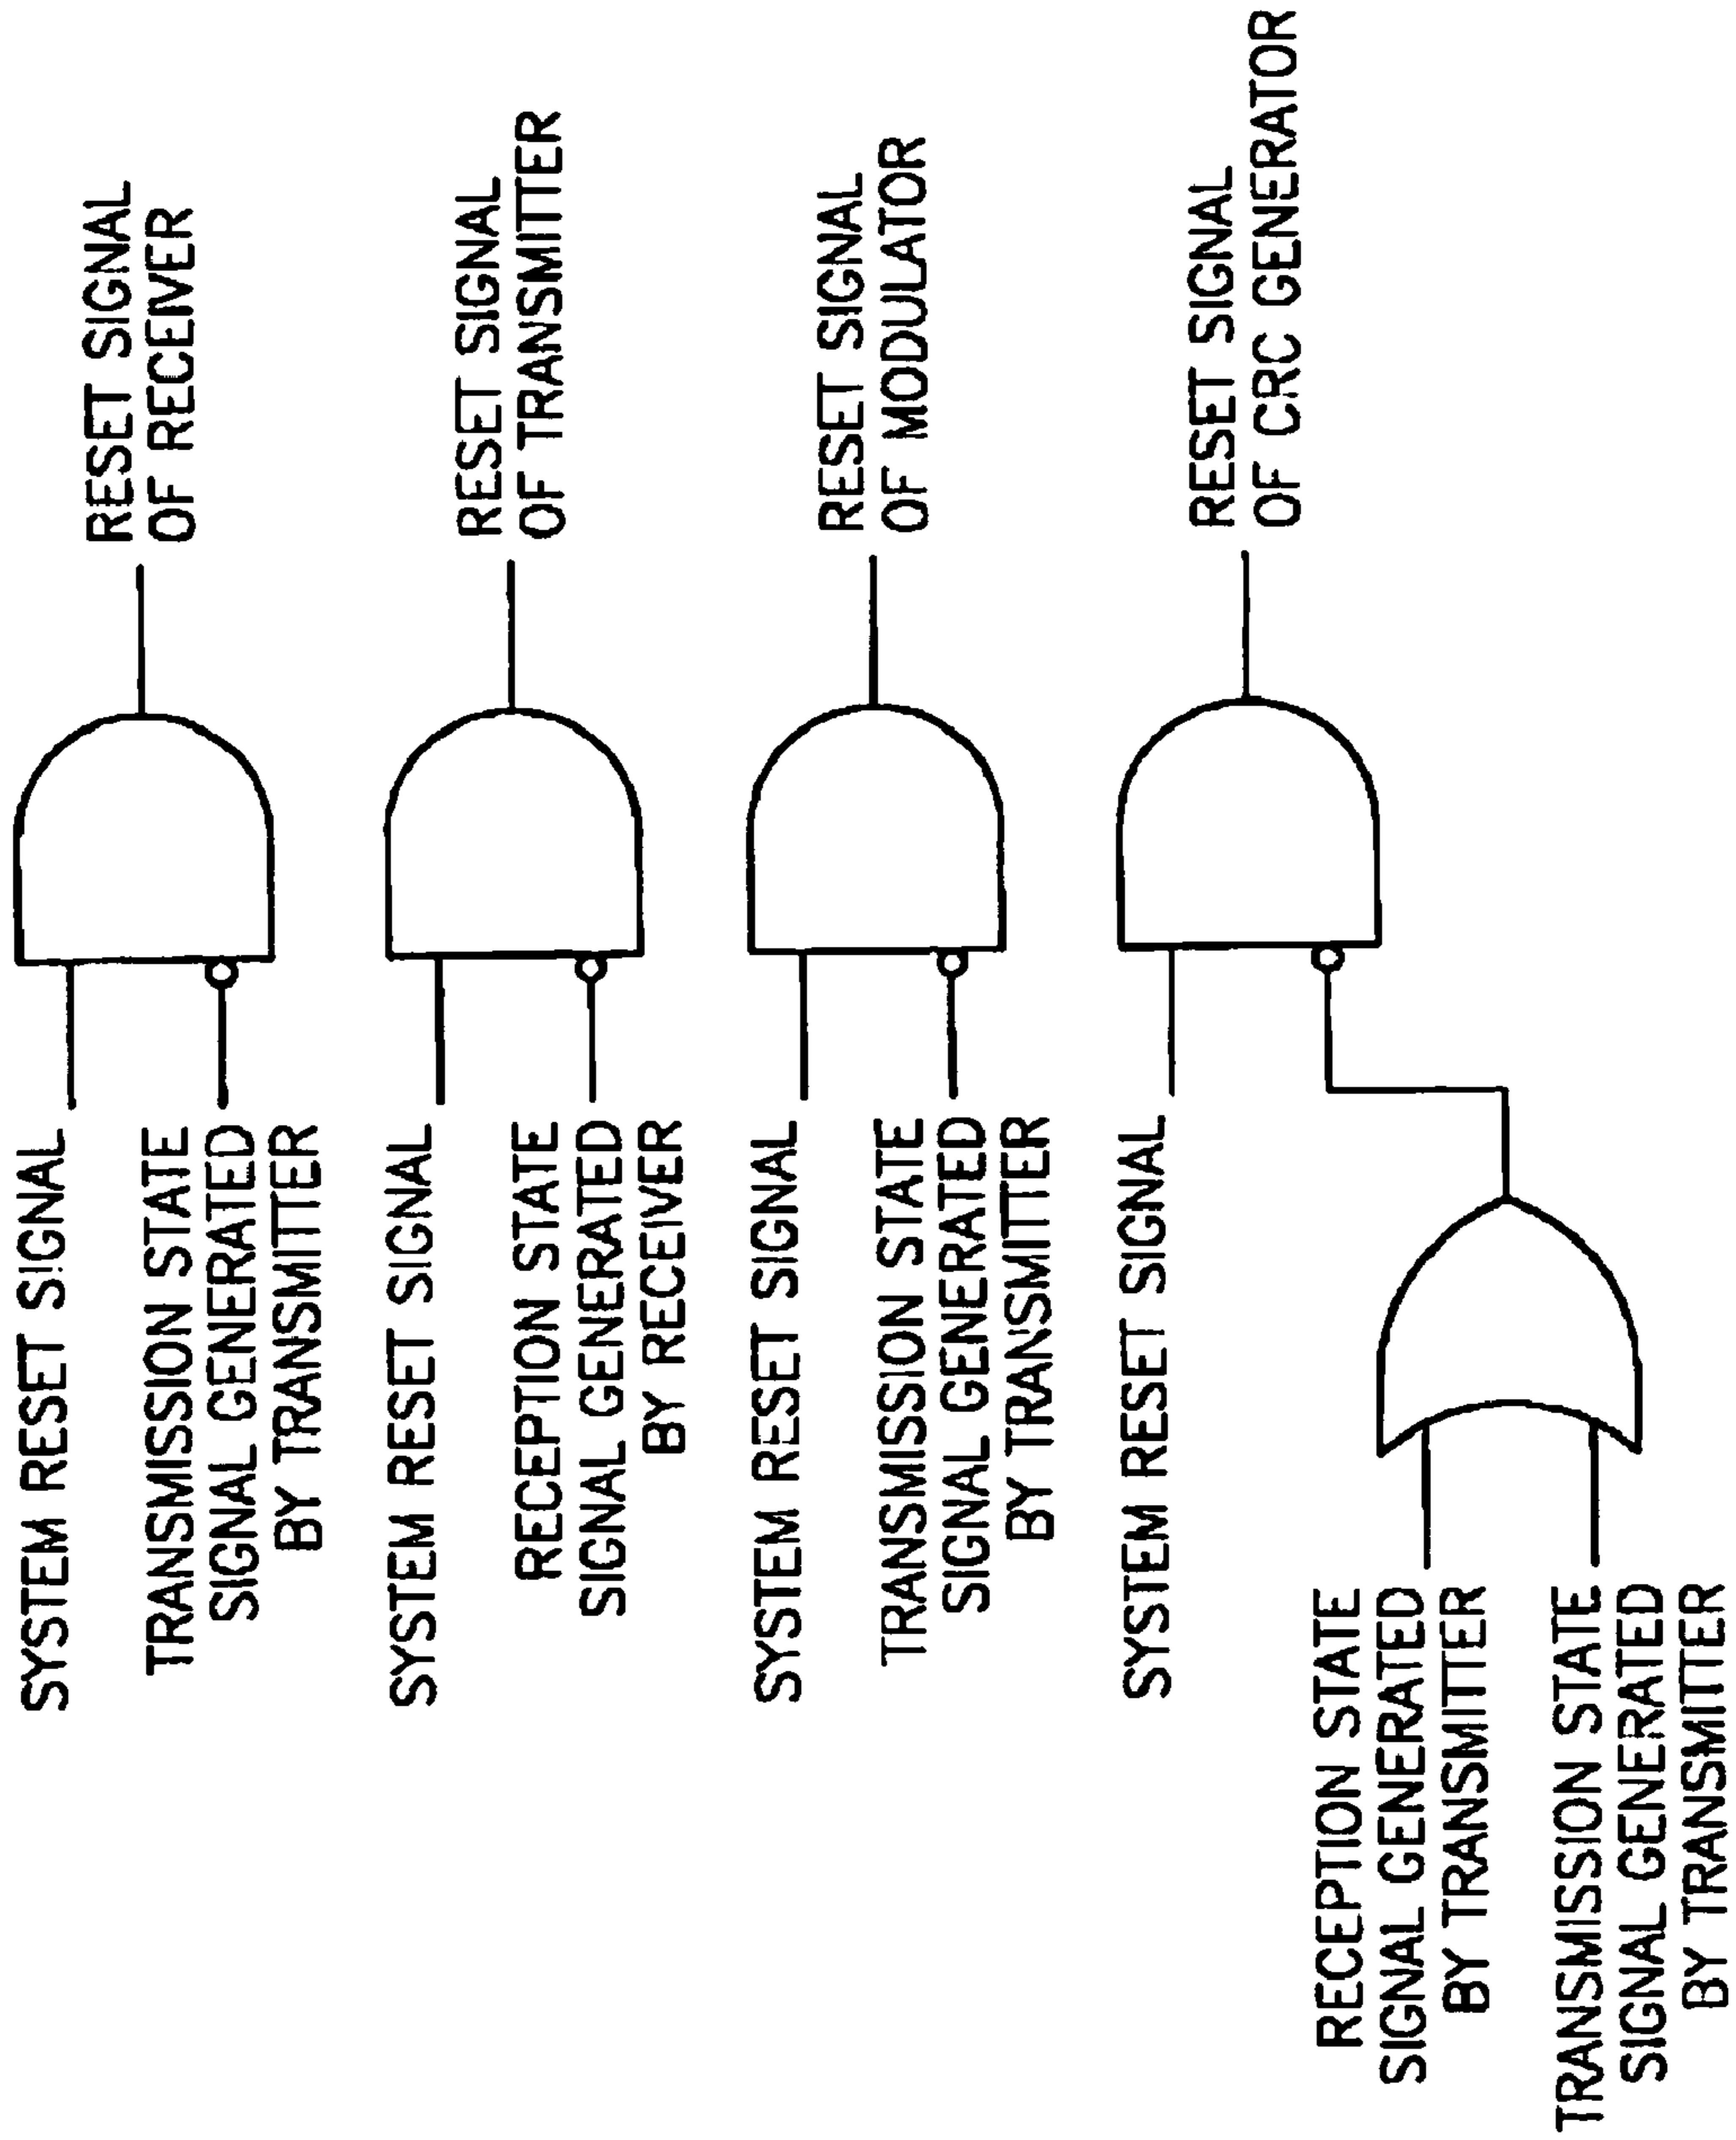 SYSTEM RESET SIGNAL
TRANSMISSION STATE
SIGNAL GENERATED
BY TRANSMITTER
RESET SIGNAL
OF RECEIVER
SYSTEM RESET SIGNAL
RECEPTION STATE
SIGNAL GENERATED
BY RECEIVER
RESET SIGNAL
OF TRANSMITTER
SYSTEM RESET SIGNAL
TRANSMISSION STATE
SIGNAL GENERATED
BY TRANSMITTER
RESET SIGNAL
OF MODULATOR
SYSTEM RESET SIGNAL
RECEPTION STATE
SIGNAL GENERATED
BY TRANSMITTER
TRANSMISSION STATE
SIGNAL GENERATED
BY TRANSMITTER
RESET SIGNAL
OF CRC GENERATOR